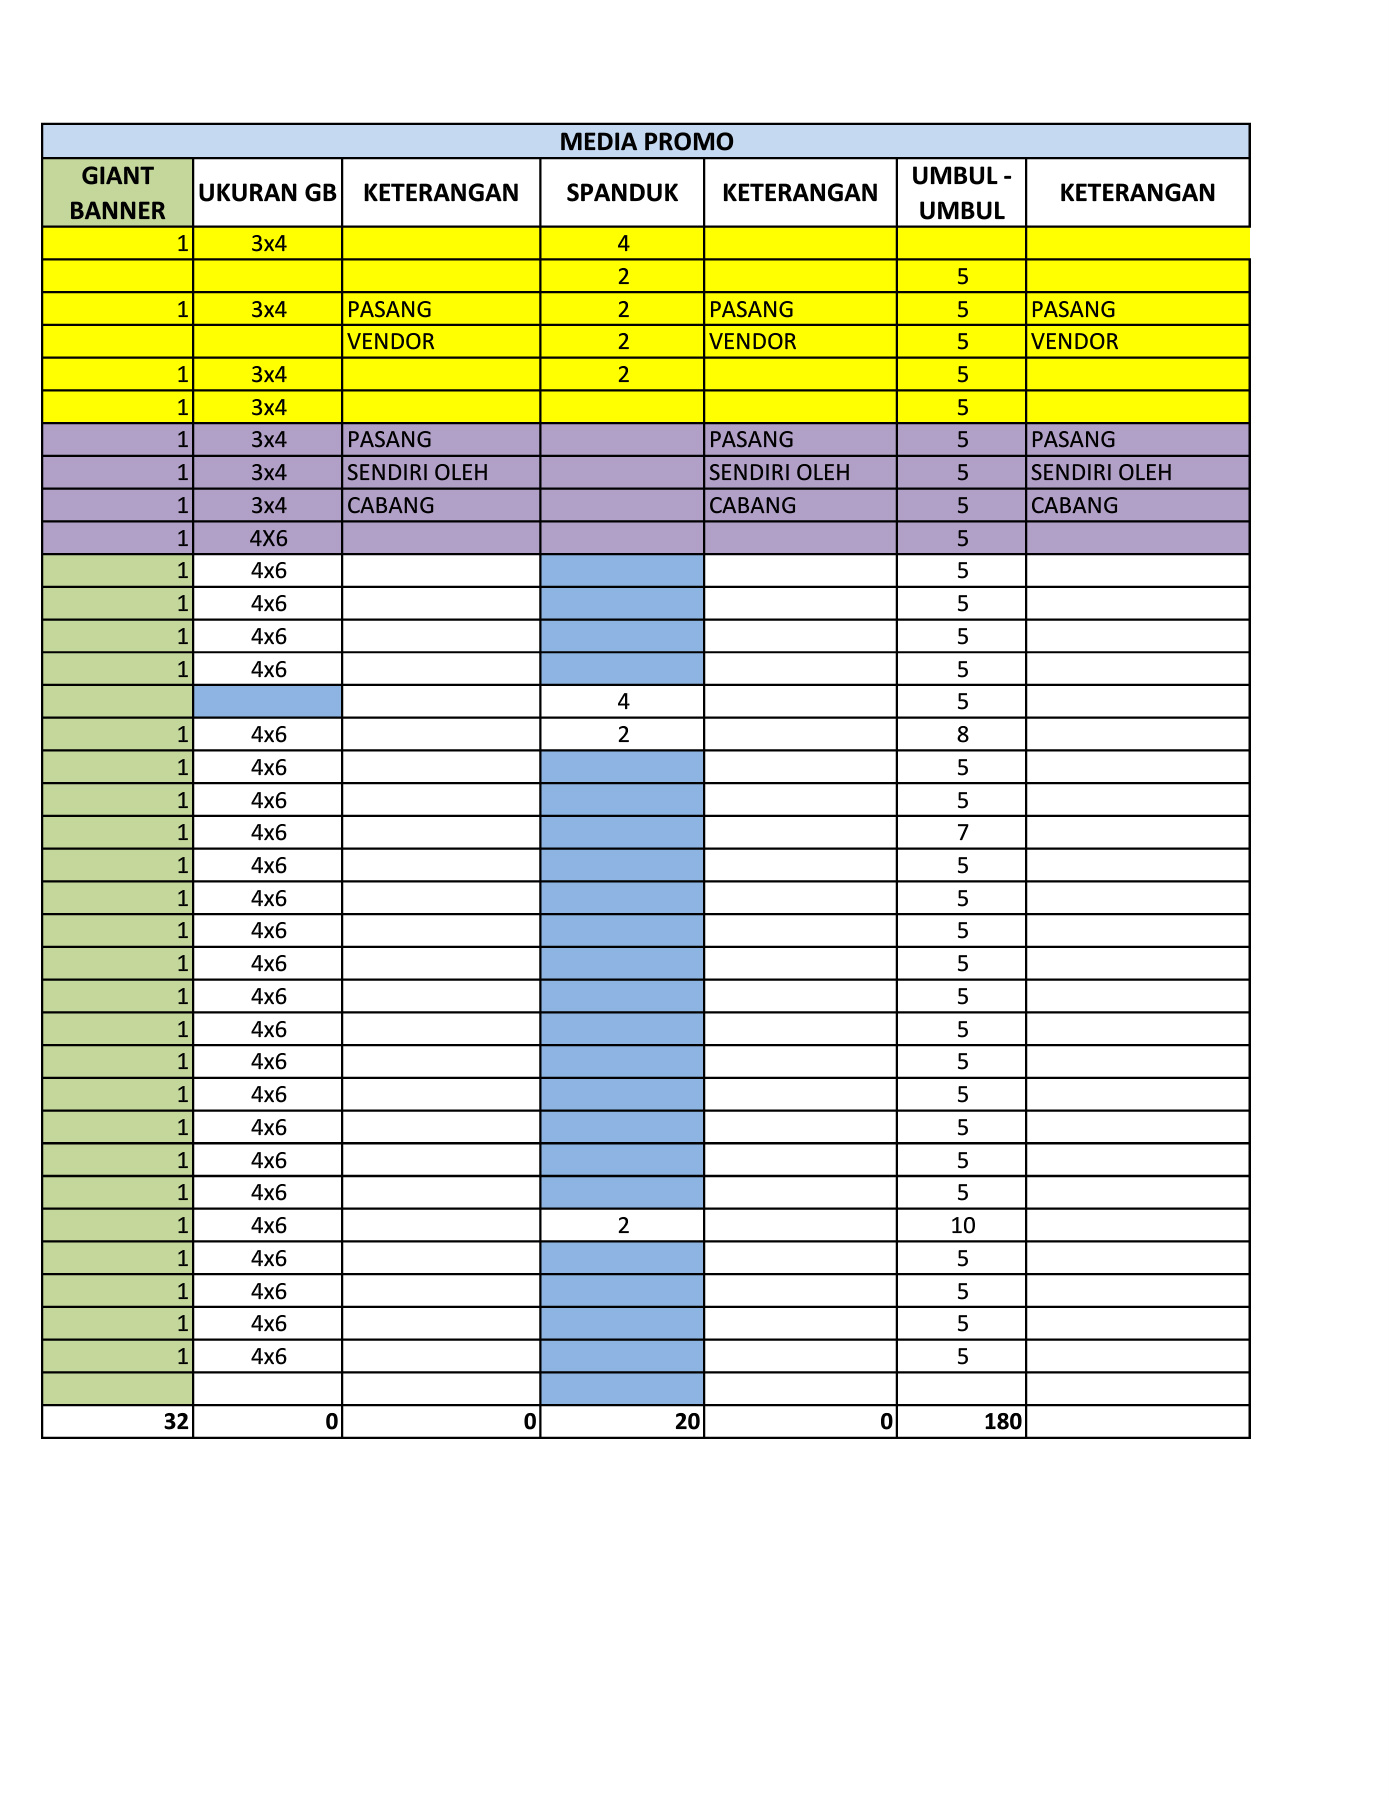 MEDIA PROMO
GIANT BANNER UKURAN GB KETERANGAN SPANDUK KETERANGAN UMBUL - UMBUL KETERANGAN
1 3x4 4
2 5
1 3x4 PASANG 2 PASANG 5 PASANG
VENDOR 2 VENDOR 5 VENDOR
1 3x4 2 5
1 3x4 5
1 3x4 PASANG PASANG 5 PASANG
1 3x4 SENDIRI OLEH SENDIRI OLEH 5 SENDIRI OLEH
1 3x4 CABANG CABANG 5 CABANG
1 4X6 5
1 4x6 5
1 4x6 5
1 4x6 5
1 4x6 5
4 5
1 4x6 2 8
1 4x6 5
1 4x6 5
1 4x6 7
1 4x6 5
1 4x6 5
1 4x6 5
1 4x6 5
1 4x6 5
1 4x6 5
1 4x6 5
1 4x6 5
1 4x6 5
1 4x6 5
1 4x6 5
1 4x6 2 10
1 4x6 5
1 4x6 5
1 4x6 5
1 4x6 5
32 0 0 20 0 180